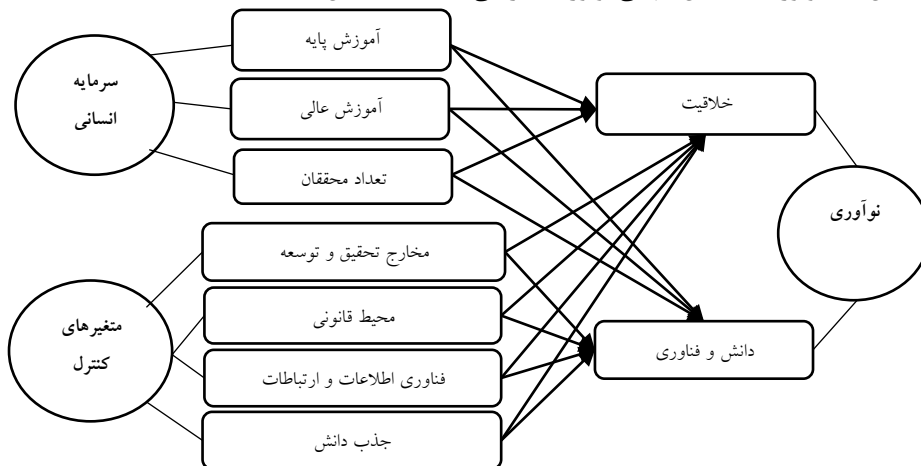 سرمایه
انسانی
آموزش پایه
آموزش عالی
تعداد محققان
متغیرهای
کنترل
مخارج تحقیق و توسعه
محیط قانونی
فناوری اطلاعات و ارتباطات
جذب دانش
خلاقیت
دانش و فناوری
نوآوری